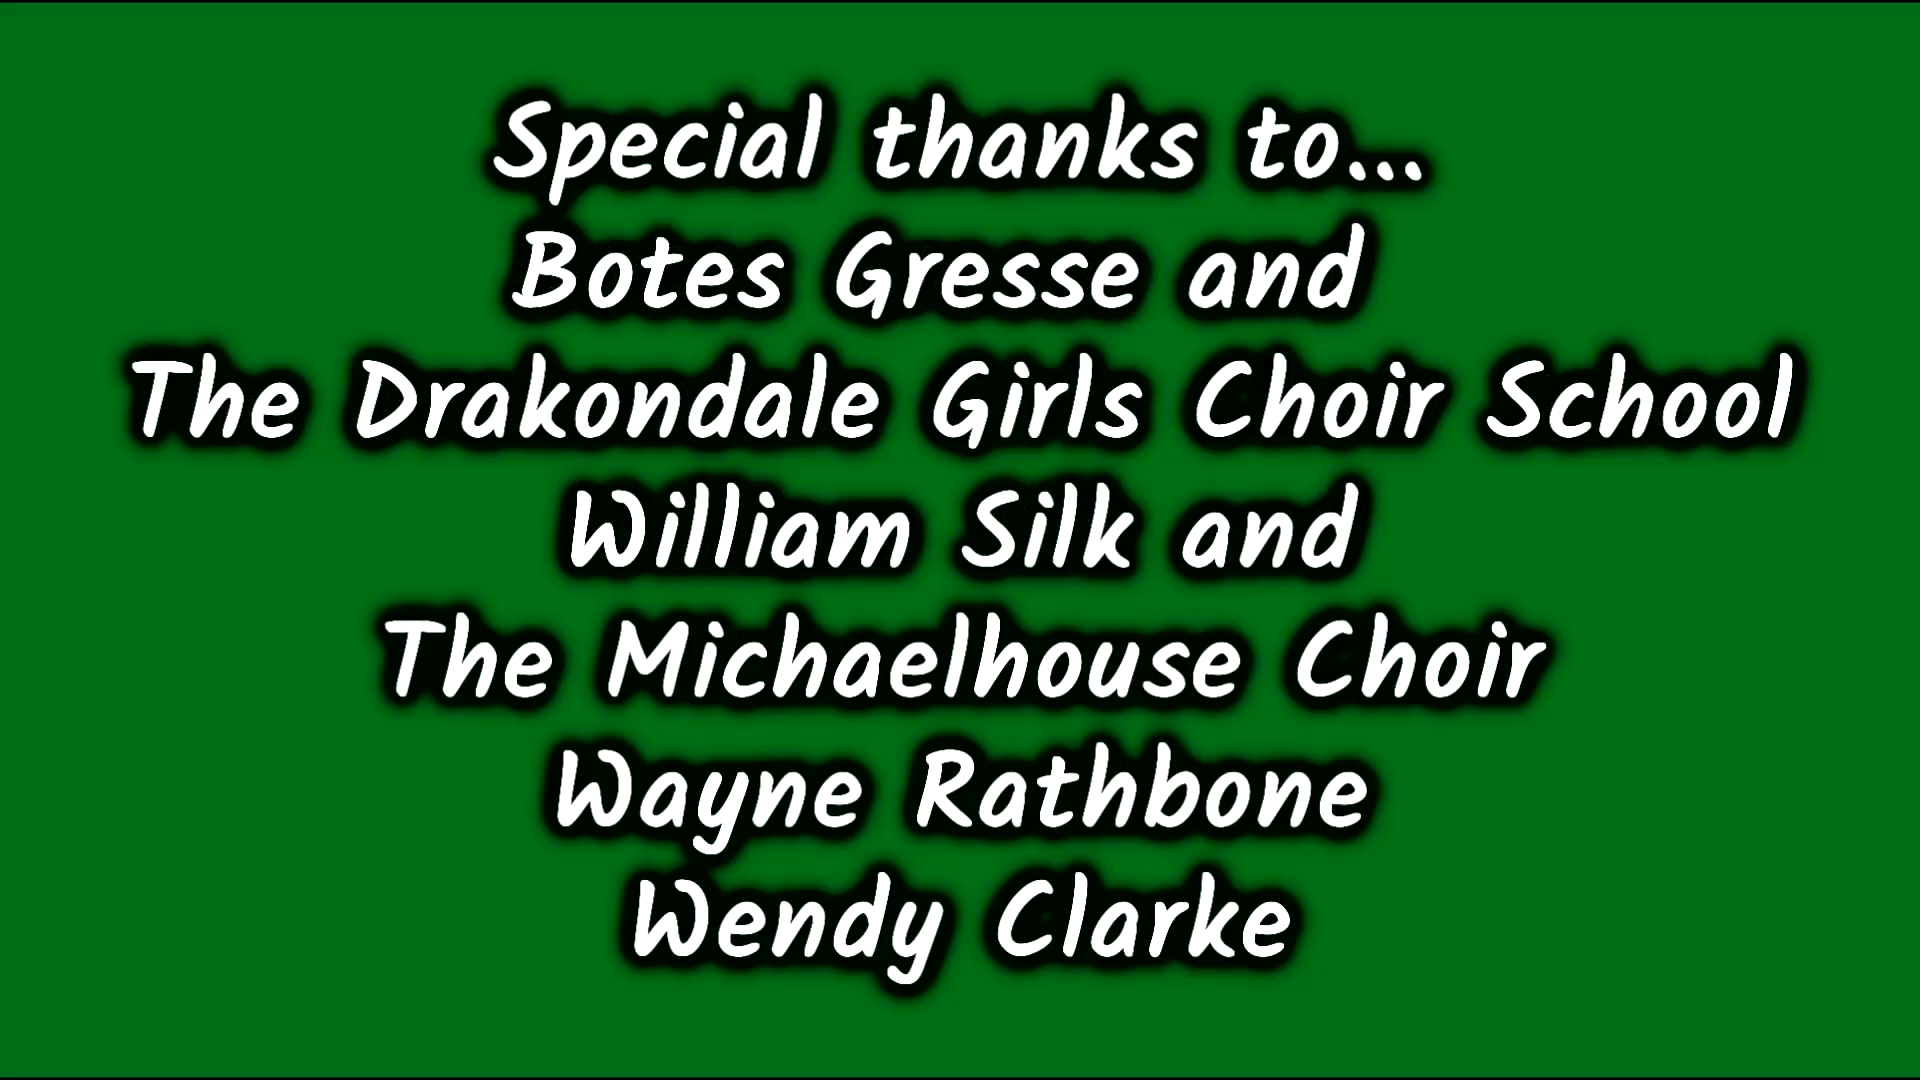 Special thanks to...
Botes Gresse and
The Drakondale Girls Choir School
William Silk and
The Michaelhouse Choir
Wayne Rathbone
Wendy Clarke